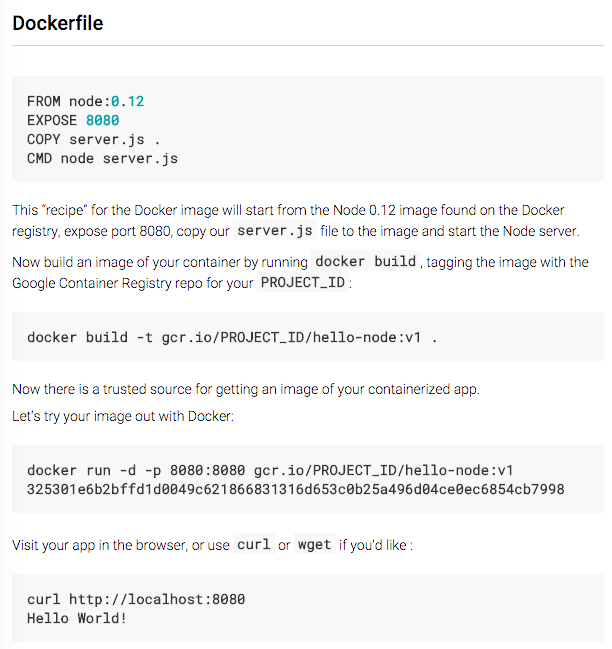 Dockerfile
FROM node:0.12
EXPOSE 8080
COPY server.js .
CMD node server.js
This “recipe” for the Docker image will start from the Node 0.12 image found on the Docker
registry, expose port 8080, copy our server.js file to the image and start the Node server.
Now build an image of your container by running docker build , tagging the image with the
Google Container Registry repo for your PROJECT_ID :
docker build -t gcr.io/PROJECT_ID/hello-node:v1 .
Now there is a trusted source for getting an image of your containerized app.
Let’s try your image out with Docker:
docker run -d -p 8080:8080 gcr.io/PROJECT_ID/hello-node:v1
325301e6b2bffd1d0049c621866831316d653c0b25a496d04ce0ec6854cb7998
Visit your app in the browser, or use curl or wget if you’d like :
curl http://localhost:8080
Hello World!